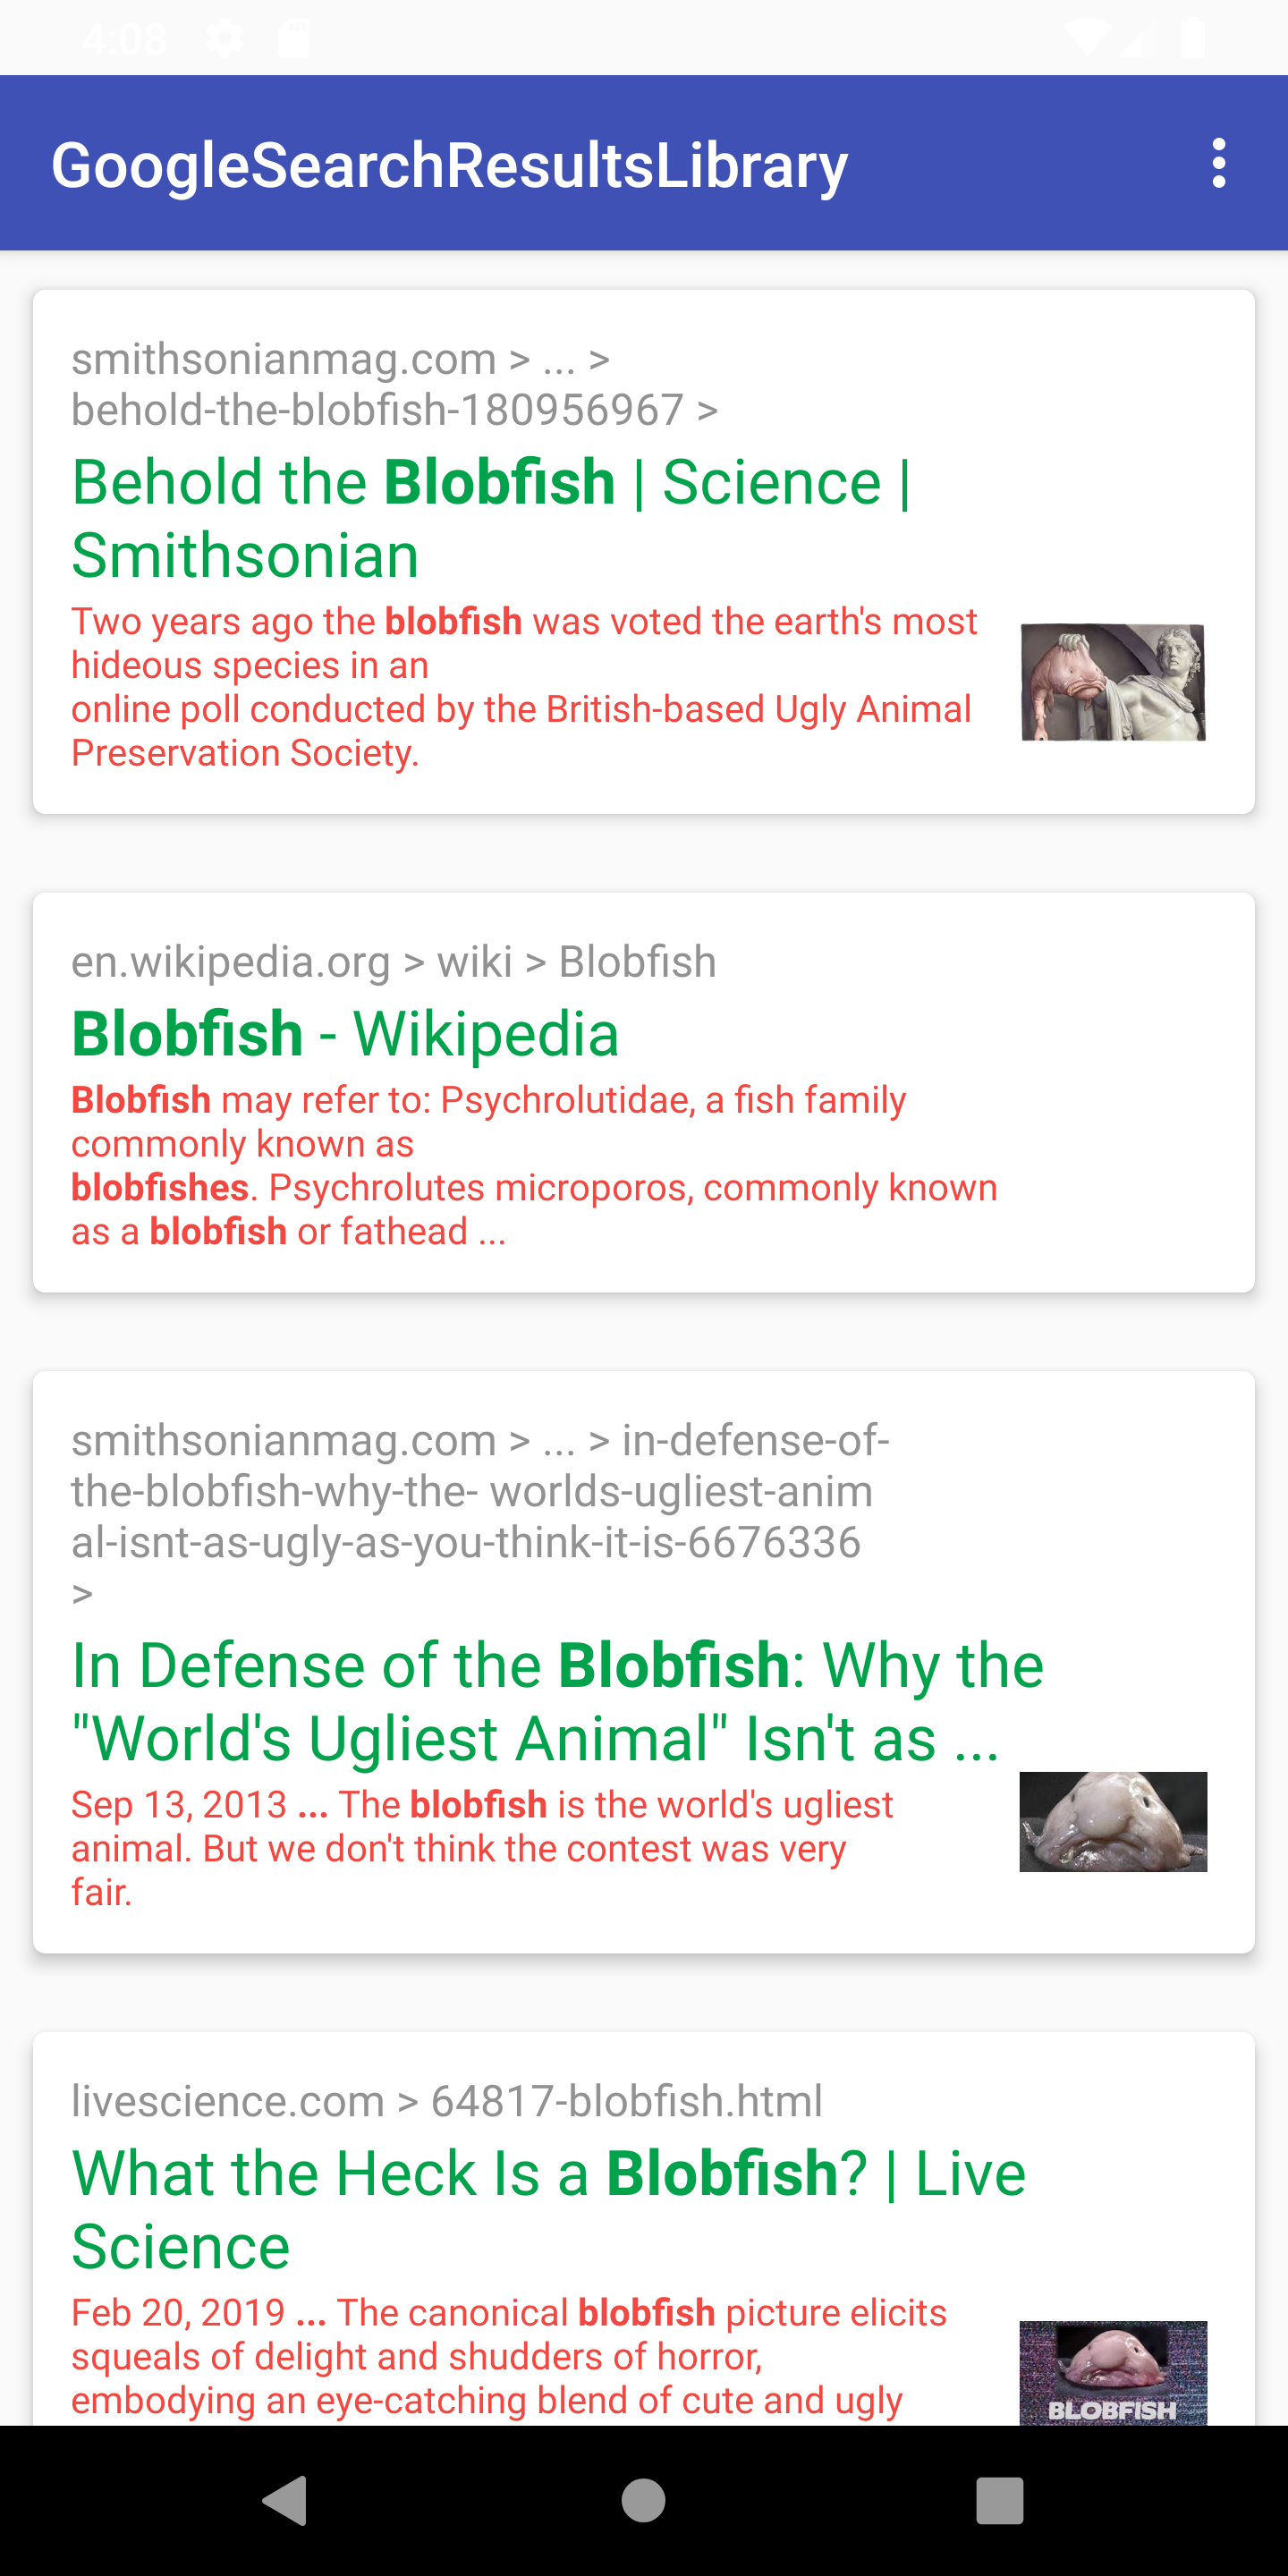 4:08
GoogleSearchResultsLibrary
smithsonianmag.com > ... >
behold-the-blobfish-180956967 >
Behold the Blobfish | Science |
Smithsonian
Two years ago the blobfish was voted the earth's most
hideous species in an
online poll conducted by the British-based Ugly Animal
Preservation Society.
en.wikipedia.org > wiki > Blobfish
Blobfish - Wikipedia
Blobfish may refer to: Psychrolutidae, a fish family
commonly known as
blobfishes. Psychrolutes microporos, commonly known
as a blobfish or fathead ...
smithsonianmag.com > ... > in-defense-of-
the-blobfish-why-the- worlds-ugliest-anim
al-isnt-as-ugly-as-you-think-it-is-6676336
>
In Defense of the Blobfish: Why the
"World's Ugliest Animal" Isn't as ...
Sep 13, 2013 ... The blobfish is the world's ugliest
animal. But we don't think the contest was very
fair.
livescience.com > 64817-blobfish.html
What the Heck Is a Blobfish? | Live
Science
Feb 20, 2019 ... The canonical blobfish picture elicits
squeals of delight and shudders of horror,
embodying an eye-catching blend of cute and ugly
BLOBFISH